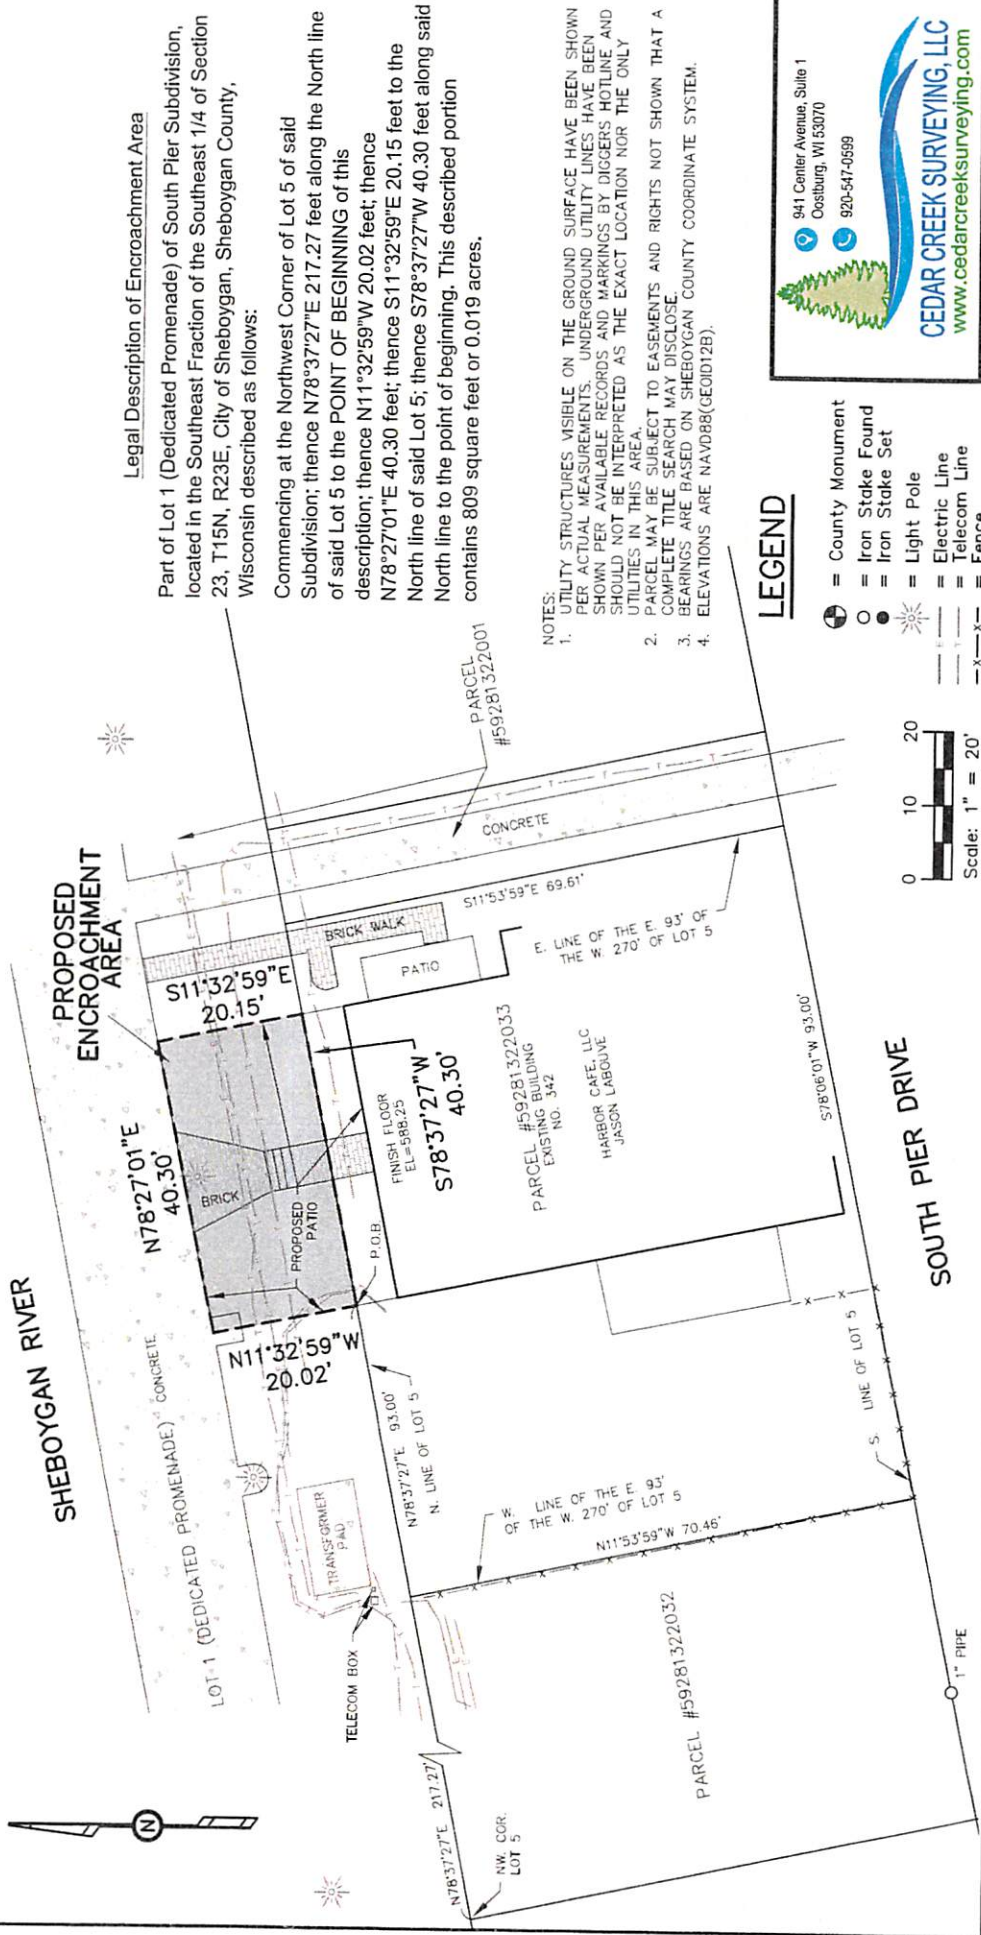 SHEBOYGAN RIVER
N
LOT 1 (DEDICATED PROMENADE)
CONCRETE
PROPOSED
ENCROACHMENT
AREA
N78°27'01"E
40.30'
S11°32'59"E
20.15'
N11°32'59"W
20.02'
S78°37'27"W
40.30'
BRICK
PROPOSED
PATIO
P.O.B
BRICK WALK
PATIO
FINISH FLOOR
EL=588.25
PARCEL #59281322033
EXISTING BUILDING
NO. 342
HARBOR CAFE, LLC
JASON LABOUVE
S11°53'59"E 69.61'
E. LINE OF THE E. 93' OF
THE W. 270' OF LOT 5
CONCRETE
PARCEL
#59281322001
TRANSFORMER
PAD
TELECOM BOX
N78°37'27"E 93.00'
N. LINE OF LOT 5
N78°37'27"E 217.27'
NW. COR.
LOT 5
W. LINE OF THE E. 93'
OF THE W. 270' OF LOT 5
N11°53'59"W 70.46'
PARCEL #59281322032
S. LINE OF LOT 5
S78°06'01"W 93.00'
1" PIPE
SOUTH PIER DRIVE
Legal Description of Encroachment Area
Part of Lot 1 (Dedicated Promenade) of South Pier Subdivision,
located in the Southeast Fraction of the Southeast 1/4 of Section
23, T15N, R23E, City of Sheboygan, Sheboygan County,
Wisconsin described as follows:
Commencing at the Northwest Corner of Lot 5 of said
Subdivision; thence N78°37'27"E 217.27 feet along the North line
of said Lot 5 to the POINT OF BEGINNING of this
description; thence N11°32'59"W 20.02 feet; thence
N78°27'01"E 40.30 feet; thence S11°32'59"E 20.15 feet to the
North line of said Lot 5; thence S78°37'27"W 40.30 feet along said
North line to the point of beginning. This described portion
contains 809 square feet or 0.019 acres.
NOTES:
1. UTILITY STRUCTURES VISIBLE ON THE GROUND SURFACE HAVE BEEN SHOWN
PER ACTUAL MEASUREMENTS. UNDERGROUND UTILITY LINES HAVE BEEN
SHOWN PER AVAILABLE RECORDS AND MARKINGS BY DIGGERS HOTLINE AND
SHOULD NOT BE INTERPRETED AS THE EXACT LOCATION NOR THE ONLY
UTILITIES IN THIS AREA.
2. PARCEL MAY BE SUBJECT TO EASEMENTS AND RIGHTS NOT SHOWN THAT A
COMPLETE TITLE SEARCH MAY DISCLOSE.
3. BEARINGS ARE BASED ON SHEBOYGAN COUNTY COORDINATE SYSTEM.
4. ELEVATIONS ARE NAVD88(GEOID12B).
0 10 20
Scale: 1" = 20'
LEGEND
= County Monument
= Iron Stake Found
= Iron Stake Set
= Light Pole
= Electric Line
= Telecom Line
= Fence
941 Center Avenue, Suite 1
Oostburg, WI 53070
920-547-0599
CEDAR CREEK SURVEYING, LLC
www.cedarcreeksurveying.com